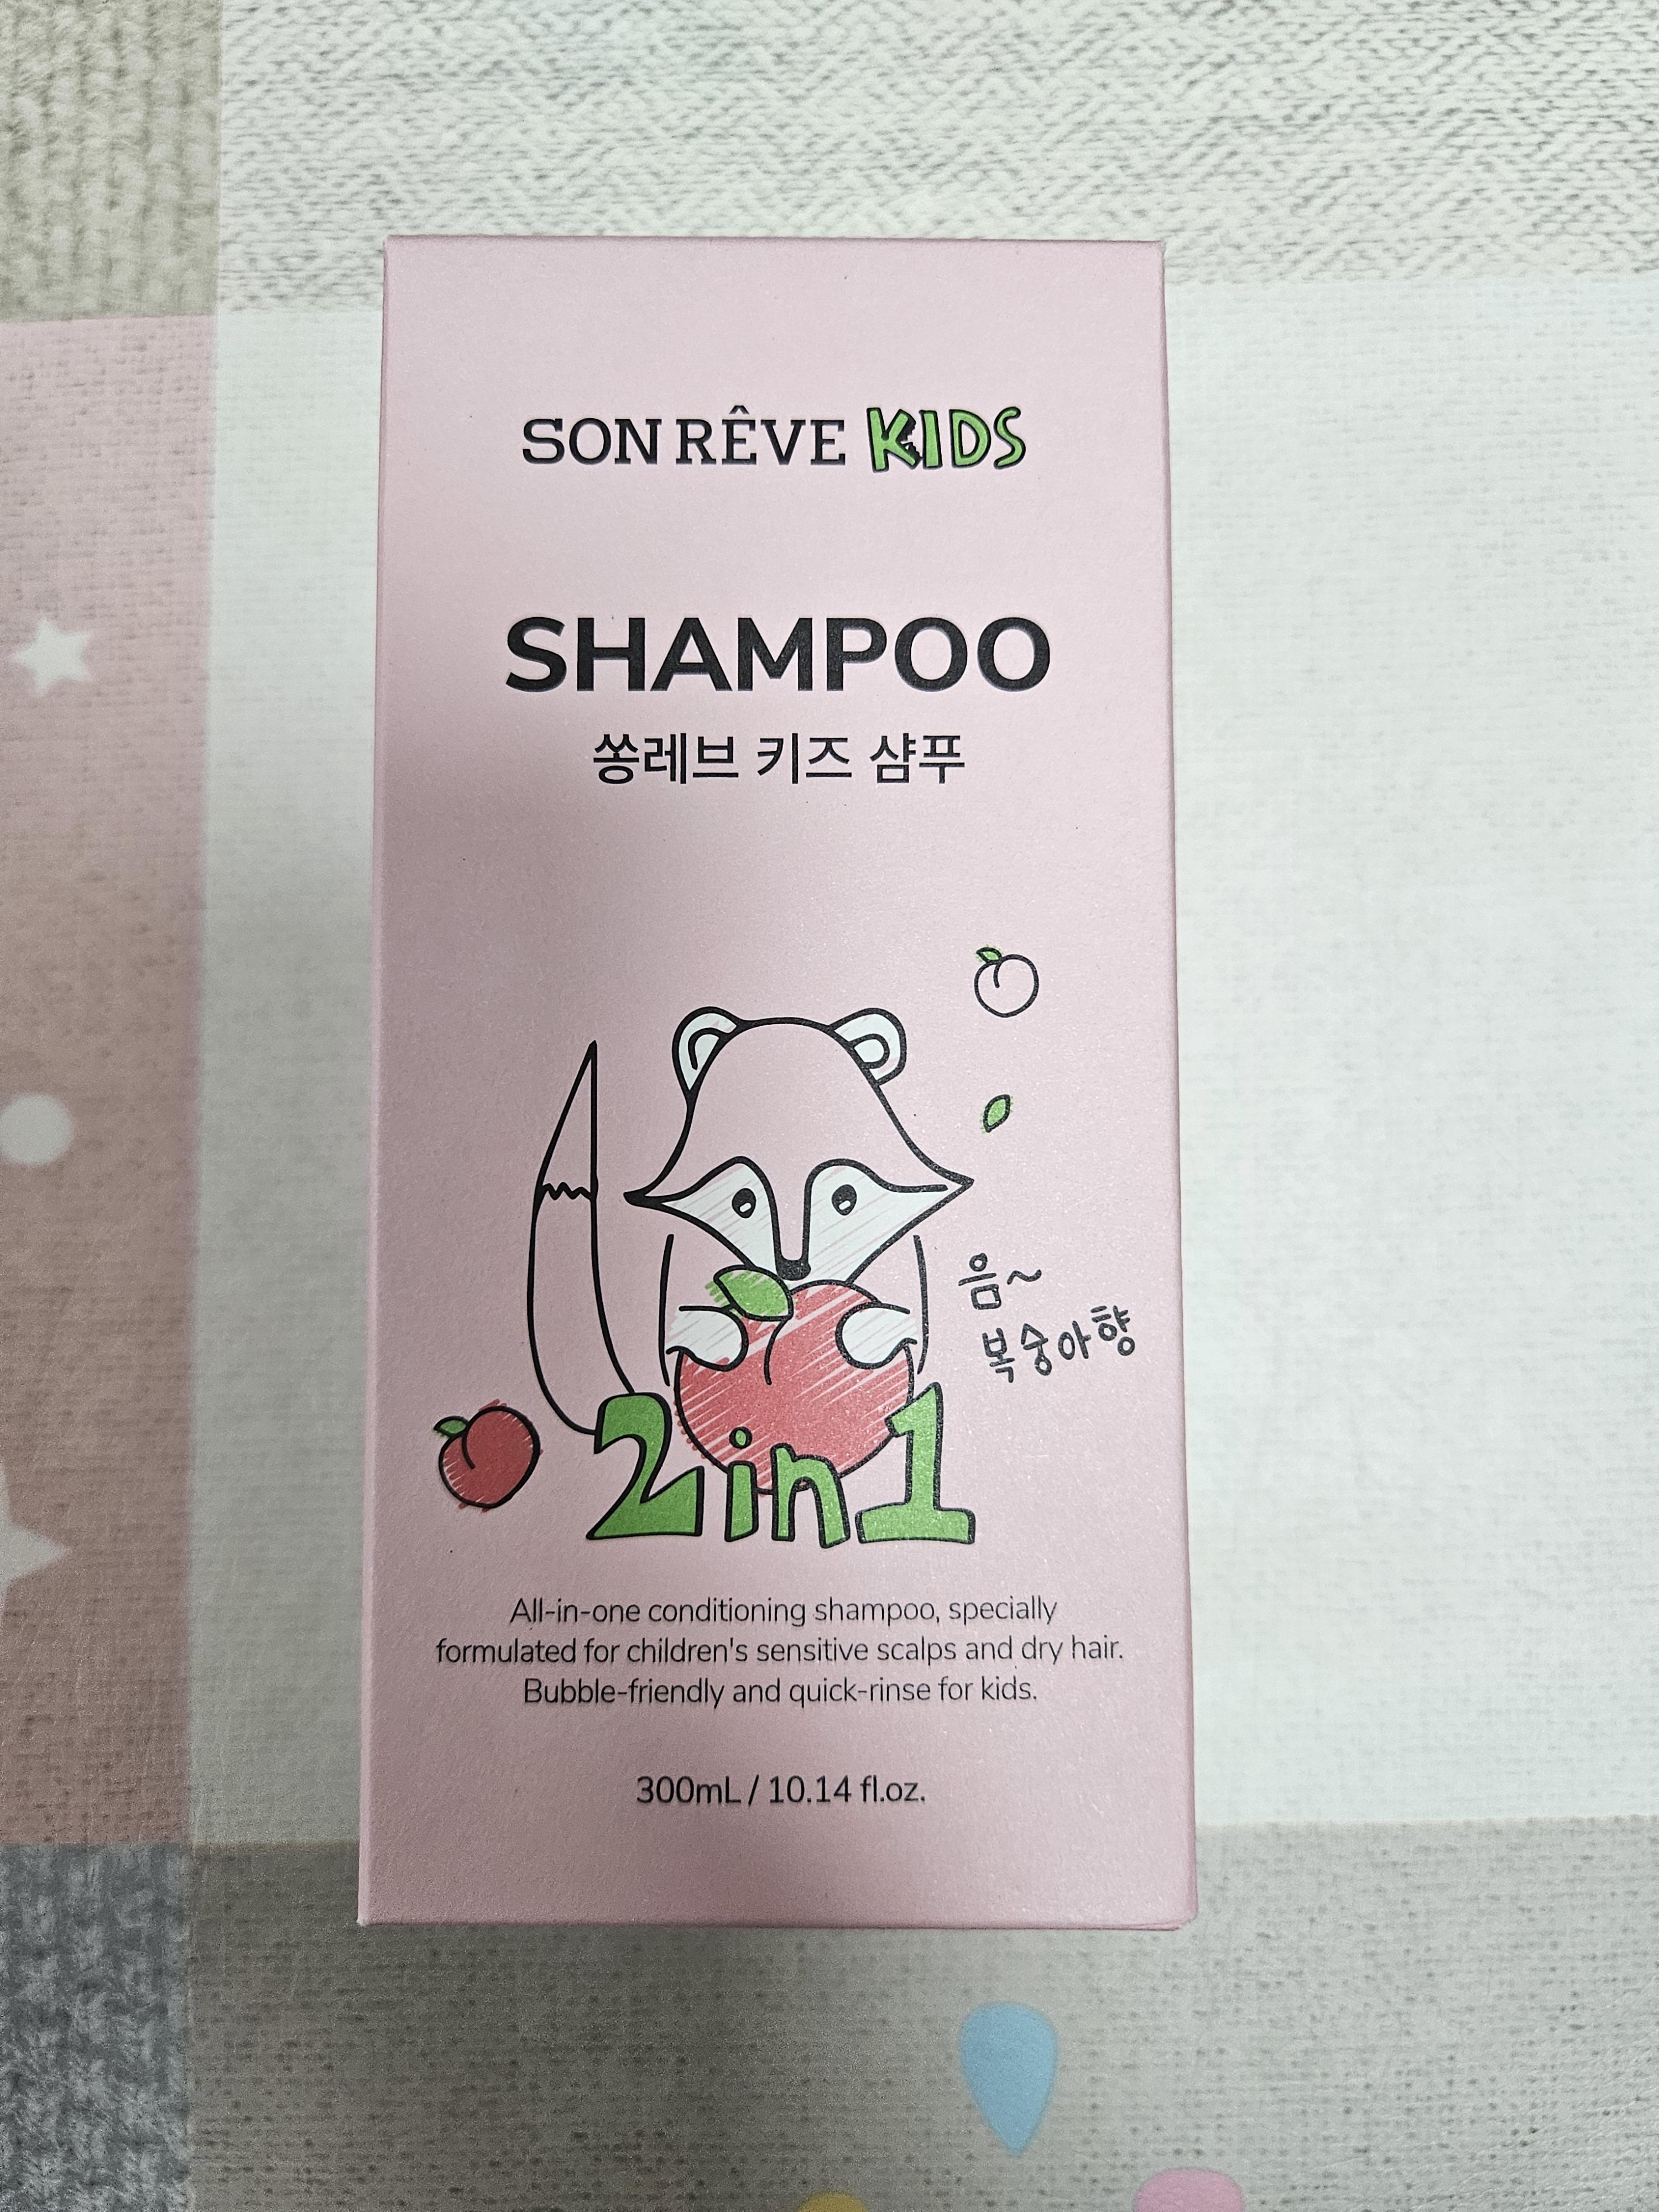 SON RÊVE KIDS
SHAMPOO
쏭레브 키즈 샴푸
음~
복숭아향
2in1
All-in-one conditioning shampoo, specially
formulated for children's sensitive scalps and dry hair.
Bubble-friendly and quick-rinse for kids.
300mL / 10.14 fl.oz.